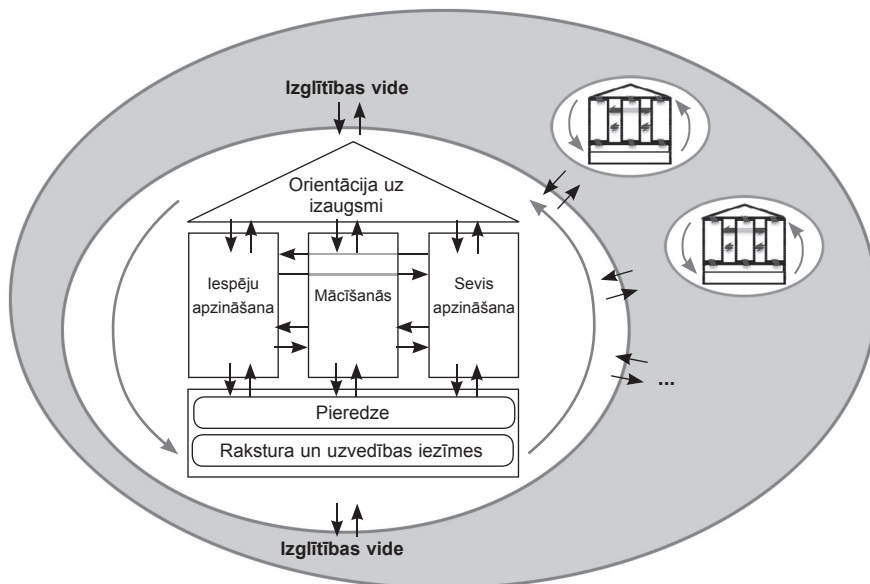 Izglītības vide
Orientācija uz
izaugsmi
Iespēju
apzināšana
Mācīšanās
Sevis
apzināšana
...
Pieredze
Rakstura un uzvedības iezīmes
Izglītības vide